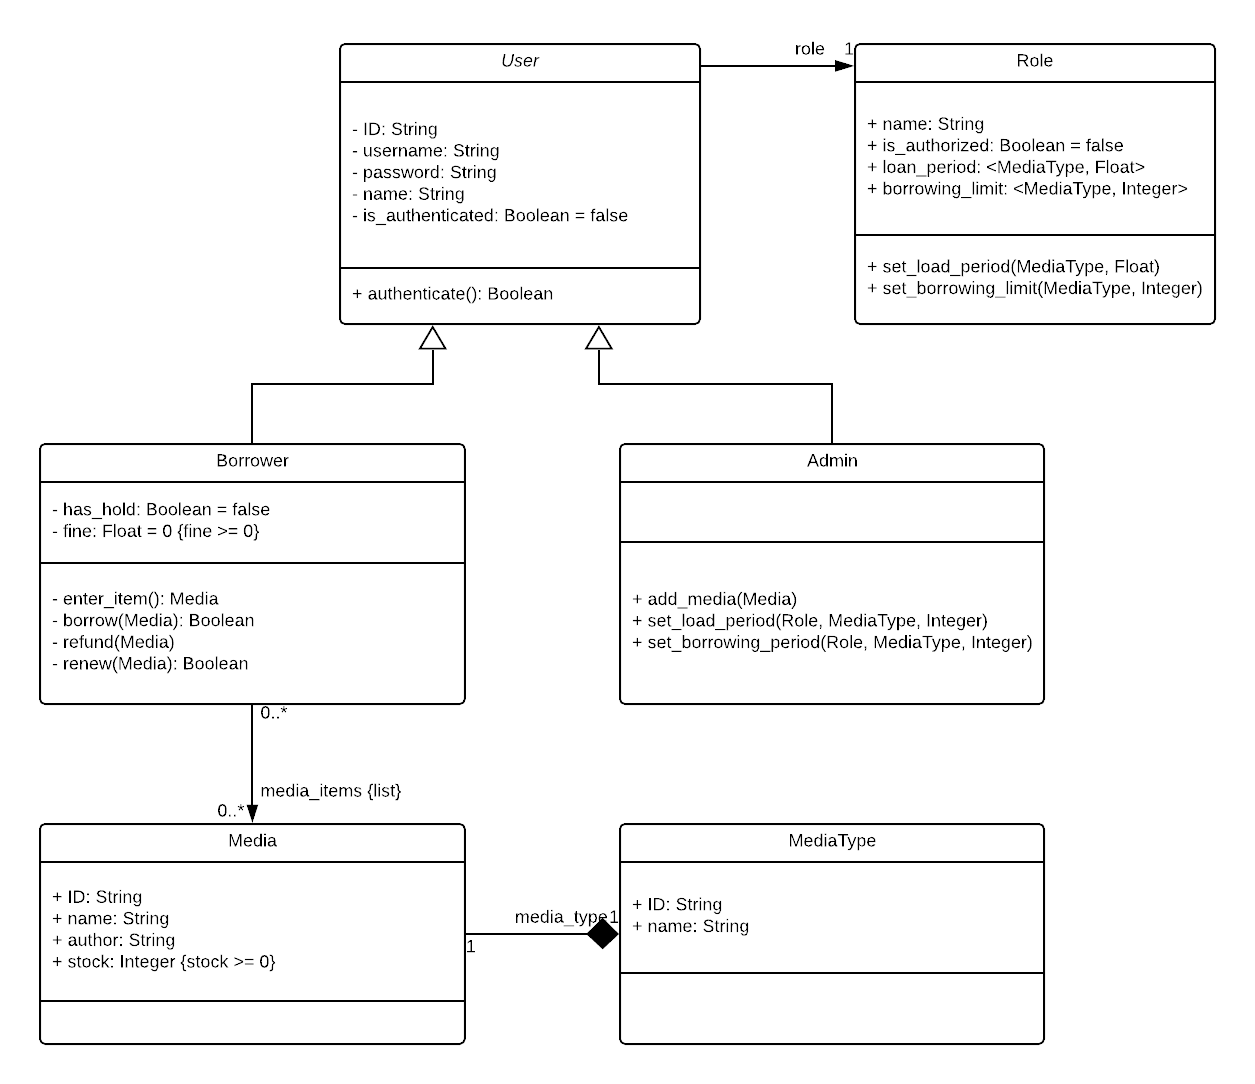 User
- ID: String
- username: String
- password: String
- name: String
- is_authenticated: Boolean = false
+ authenticate(): Boolean
role 1
Role
+ name: String
+ is_authorized: Boolean = false
+ loan_period: <MediaType, Float>
+ borrowing_limit: <MediaType, Integer>
+ set_load_period(MediaType, Float)
+ set_borrowing_limit(MediaType, Integer)
Borrower
- has_hold: Boolean = false
- fine: Float = 0 {fine >= 0}
- enter_item(): Media
- borrow(Media): Boolean
- refund(Media)
- renew(Media): Boolean
Admin
+ add_media(Media)
+ set_load_period(Role, MediaType, Integer)
+ set_borrowing_period(Role, MediaType, Integer)
0..*
media_items {list}
0..*
Media
+ ID: String
+ name: String
+ author: String
+ stock: Integer {stock >= 0}
media_type 1
1
MediaType
+ ID: String
+ name: String